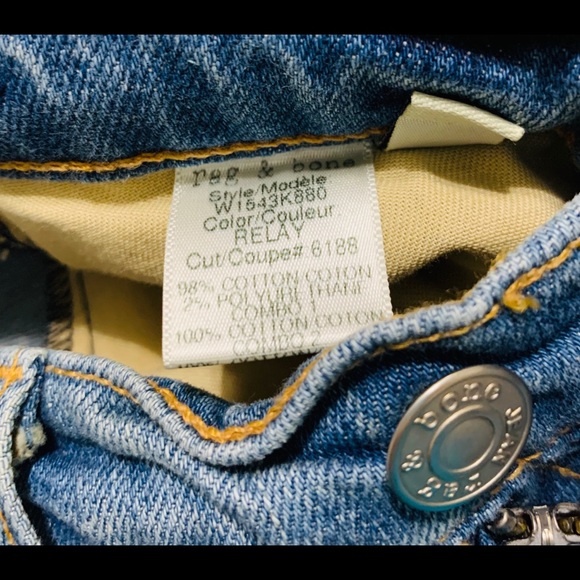 rag & bone
Style/Modèle
W1543K880
Color/Couleur:
RELAY
Cut/Coupe# 6188
98% COTTON COTON
2% POLYURETHANE
COMBO 1
100% COTTON COTON
COMBO 2
rag & bone